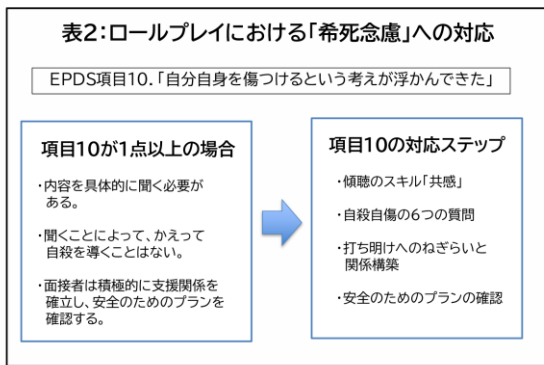 表2:ロールプレイにおける「希死念慮」への対応
EPDS項目10.「自分自身を傷つけるという考えが浮かんできた」
項目10が1点以上の場合
・内容を具体的に聞く必要が
ある。
・聞くことによって、かえって
自殺を導くことはない。
・面接者は積極的に支援関係を
確立し、安全のためのプランを
確認する。
項目10の対応ステップ
・傾聴のスキル「共感」
・自殺自傷の6つの質問
・打ち明けへのねぎらいと
関係構築
・安全のためのプランの確認